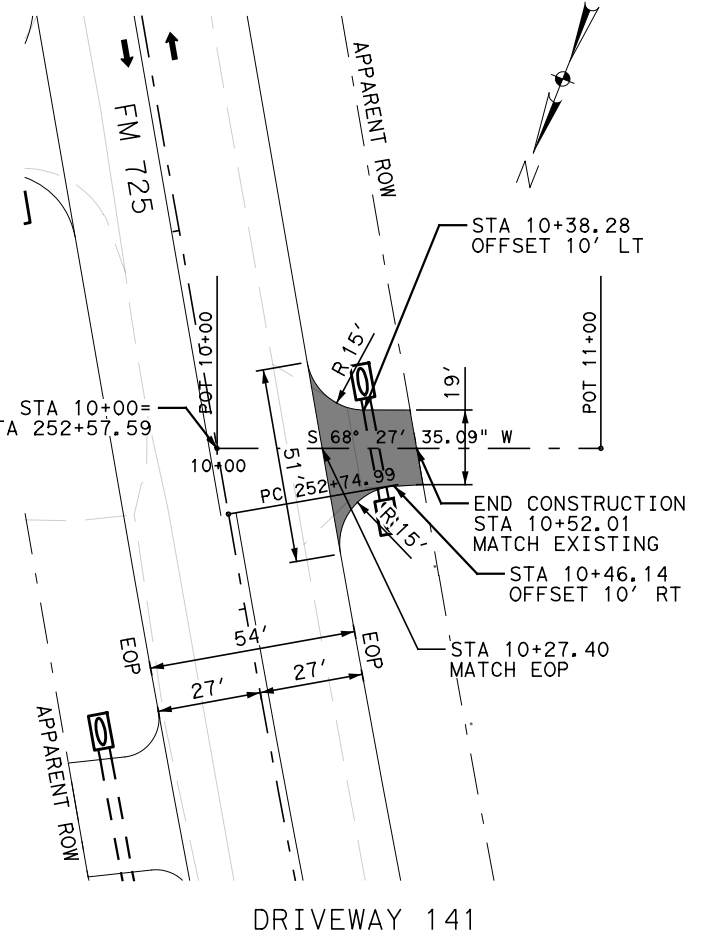 APPARENT ROW
FM 725
N
STA 10+38.28
OFFSET 10' LT
POT 10+00
POT 11+00
R 15'
19'
STA 10+00=
TA 252+57.59
10+00
S 68° 27' 35.09" W
51'
PC 252+74.99
R 15'
END CONSTRUCTION
STA 10+52.01
MATCH EXISTING
STA 10+46.14
OFFSET 10' RT
STA 10+27.40
MATCH EOP
EOP
54'
EOP
27'
27'
APPARENT ROW
DRIVEWAY 141